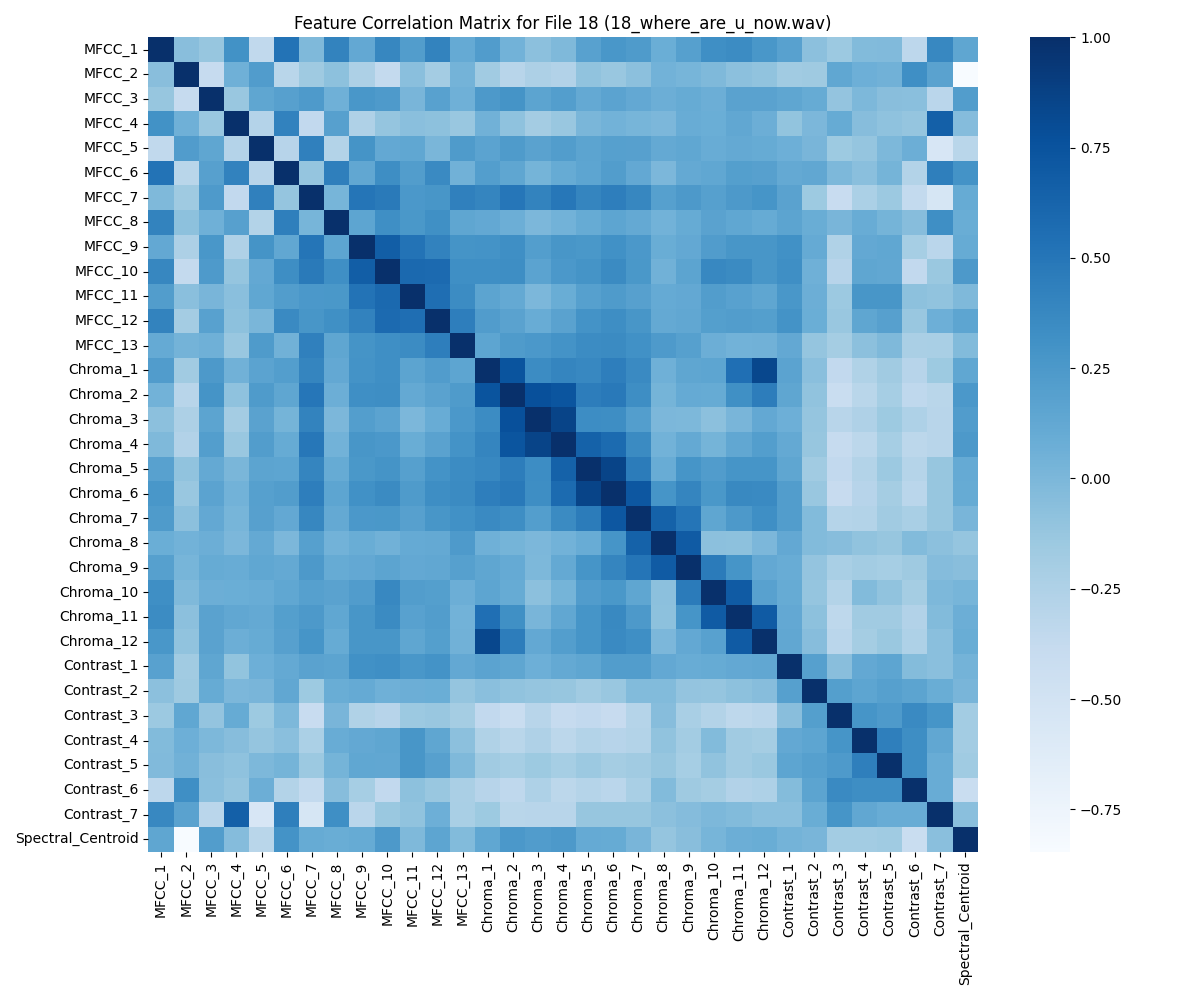 Feature Correlation Matrix for File 18 (18_where_are_u_now.wav)
MFCC_1
MFCC_2
MFCC_3
MFCC_4
MFCC_5
MFCC_6
MFCC_7
MFCC_8
MFCC_9
MFCC_10
MFCC_11
MFCC_12
MFCC_13
Chroma_1
Chroma_2
Chroma_3
Chroma_4
Chroma_5
Chroma_6
Chroma_7
Chroma_8
Chroma_9
Chroma_10
Chroma_11
Chroma_12
Contrast_1
Contrast_2
Contrast_3
Contrast_4
Contrast_5
Contrast_6
Contrast_7
Spectral_Centroid
MFCC_1
MFCC_2
MFCC_3
MFCC_4
MFCC_5
MFCC_6
MFCC_7
MFCC_8
MFCC_9
MFCC_10
MFCC_11
MFCC_12
MFCC_13
Chroma_1
Chroma_2
Chroma_3
Chroma_4
Chroma_5
Chroma_6
Chroma_7
Chroma_8
Chroma_9
Chroma_10
Chroma_11
Chroma_12
Contrast_1
Contrast_2
Contrast_3
Contrast_4
Contrast_5
Contrast_6
Contrast_7
Spectral_Centroid
1.00
0.75
0.50
0.25
0.00
−0.25
−0.50
−0.75